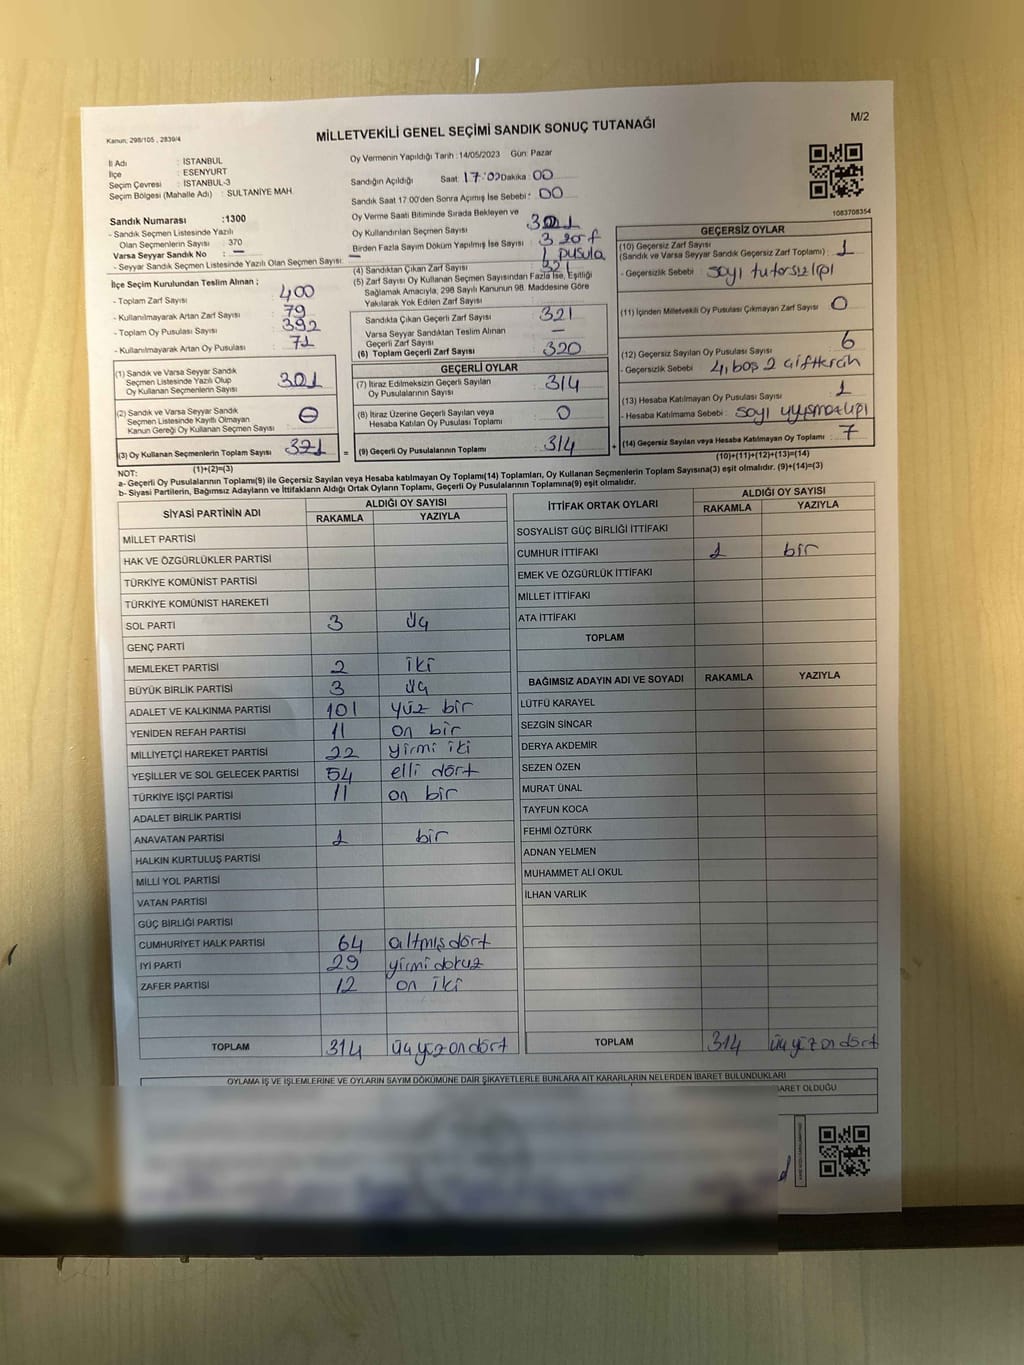 M/2
Kanun; 298/105 , 2839/4
MİLLETVEKİLİ GENEL SEÇİMİ SANDIK SONUÇ TUTANAĞI
İl Adı : İSTANBUL
İlçe : ESENYURT
Seçim Çevresi : İSTANBUL-3
Seçim Bölgesi (Mahalle Adı) : SULTANİYE MAH.
Sandık Numarası :1300
- Sandık Seçmen Listesinde Yazılı
Olan Seçmenlerin Sayısı : 370
Varsa Seyyar Sandık No : —
- Seyyar Sandık Seçmen Listesinde Yazılı Olan Seçmen Sayısı: —
İlçe Seçim Kurulundan Teslim Alınan ;
- Toplam Zarf Sayısı : 400
- Kullanılmayarak Artan Zarf Sayısı : 79
- Toplam Oy Pusulası Sayısı : 392
- Kullanılmayarak Artan Oy Pusulası : 71
(1) Sandık ve Varsa Seyyar Sandık
Seçmen Listesinde Yazılı Olup
Oy Kullanan Seçmenlerin Sayısı
(2) Sandık ve Varsa Seyyar Sandık
Seçmen Listesinde Kayıtlı Olmayan
Kanun Gereği Oy Kullanan Seçmen Sayısı :
(3) Oy Kullanan Seçmenlerin Toplam Sayısı 321
(1)+(2)=(3)
Oy Vermenin Yapıldığı Tarih :14/05/2023 Gün: Pazar
Sandığın Açıldığı Saat: 17:00 Dakika : 00
Sandık Saat 17.00'den Sonra Açılmış İse Sebebi : 00
Oy Verme Saati Bitiminde Sırada Bekleyen ve
Oy Kullandırılan Seçmen Sayısı
Birden Fazla Sayım Döküm Yapılmış İse Sayısı : 3 zarf
1 pusula
(4) Sandıktan Çıkan Zarf Sayısı : 321
(5) Zarf Sayısı Oy Kullanan Seçmen Sayısından Fazla İse, Eşitliği
Sağlamak Amacıyla, 298 Sayılı Kanunun 98. Maddesine Göre
Yakılarak Yok Edilen Zarf Sayısı :
Sandıkta Çıkan Geçerli Zarf Sayısı : 321
Varsa Seyyar Sandıktan Teslim Alınan
Geçerli Zarf Sayısı : —
(6) Toplam Geçerli Zarf Sayısı : 320
GEÇERLİ OYLAR
(7) İtiraz Edilmeksizin Geçerli Sayılan
Oy Pusulalarının Sayısı : 314
(8) İtiraz Üzerine Geçerli Sayılan veya
Hesaba Katılan Oy Pusulası Toplamı : 0
= (9) Geçerli Oy Pusulalarının Toplamı : 314
1083708354
GEÇERSİZ OYLAR
(10) Geçersiz Zarf Sayısı
(Sandık ve Varsa Seyyar Sandık Geçersiz Zarf Toplamı) : 1
- Geçersizlik Sebebi : sayı tutarsızlığı
(11) İçinden Milletvekili Oy Pusulası Çıkmayan Zarf Sayısı : 0
(12) Geçersiz Sayılan Oy Pusulası Sayısı : 6
- Geçersizlik Sebebi : 4, boş 2 çift tercih
(13) Hesaba Katılmayan Oy Pusulası Sayısı : 1
- Hesaba Katılmama Sebebi : sayı uyuşmazlığı
+ (14) Geçersiz Sayılan veya Hesaba Katılmayan Oy Toplamı : 7
(10)+(11)+(12)+(13)=(14)
NOT:
a- Geçerli Oy Pusulalarının Toplamı(9) ile Geçersiz Sayılan veya Hesaba katılmayan Oy Toplamı(14) Toplamları, Oy Kullanan Seçmenlerin Toplam Sayısına(3) eşit olmalıdır. (9)+(14)=(3)
b- Siyasi Partilerin, Bağımsız Adayların ve İttifakların Aldığı Ortak Oyların Toplamı, Geçerli Oy Pusulalarının Toplamına(9) eşit olmalıdır.
SİYASİ PARTİNİN ADI ALDIĞI OY SAYISI
RAKAMLA YAZIYLA
MİLLET PARTİSİ
HAK VE ÖZGÜRLÜKLER PARTİSİ
TÜRKİYE KOMÜNİST PARTİSİ
TÜRKİYE KOMÜNİST HAREKETİ
SOL PARTİ 3 üç
GENÇ PARTİ
MEMLEKET PARTİSİ 2 iki
BÜYÜK BİRLİK PARTİSİ 3 üç
ADALET VE KALKINMA PARTİSİ 101 yüz bir
YENİDEN REFAH PARTİSİ 11 on bir
MİLLİYETÇİ HAREKET PARTİSİ 22 yirmi iki
YEŞİLLER VE SOL GELECEK PARTİSİ 54 elli dört
TÜRKİYE İŞÇİ PARTİSİ 11 on bir
ADALET BİRLİK PARTİSİ
ANAVATAN PARTİSİ 1 bir
HALKIN KURTULUŞ PARTİSİ
MİLLİ YOL PARTİSİ
VATAN PARTİSİ
GÜÇ BİRLİĞİ PARTİSİ
CUMHURİYET HALK PARTİSİ 64 altmış dört
İYİ PARTİ 29 yirmi dokuz
ZAFER PARTİSİ 12 on iki
TOPLAM 314 üç yüz on dört
İTTİFAK ORTAK OYLARI ALDIĞI OY SAYISI
RAKAMLA YAZIYLA
SOSYALİST GÜÇ BİRLİĞİ İTTİFAKI
CUMHUR İTTİFAKI 1 bir
EMEK VE ÖZGÜRLÜK İTTİFAKI
MİLLET İTTİFAKI
ATA İTTİFAKI
TOPLAM
BAĞIMSIZ ADAYIN ADI VE SOYADI RAKAMLA YAZIYLA
LÜTFÜ KARAYEL
SEZGİN SİNCAR
DERYA AKDEMİR
SEZEN ÖZEN
MURAT ÜNAL
TAYFUN KOCA
FEHMİ ÖZTÜRK
ADNAN YELMEN
MUHAMMET ALİ OKUL
İLHAN VARLIK
TOPLAM 314 üç yüz on dört
OYLAMA İŞ VE İŞLEMLERİNE VE OYLARIN SAYIM DÖKÜMÜNE DAİR ŞİKAYETLERLE BUNLARA AİT KARARLARIN NELERDEN İBARET BULUNDUKLARI
BARET OLDUĞU